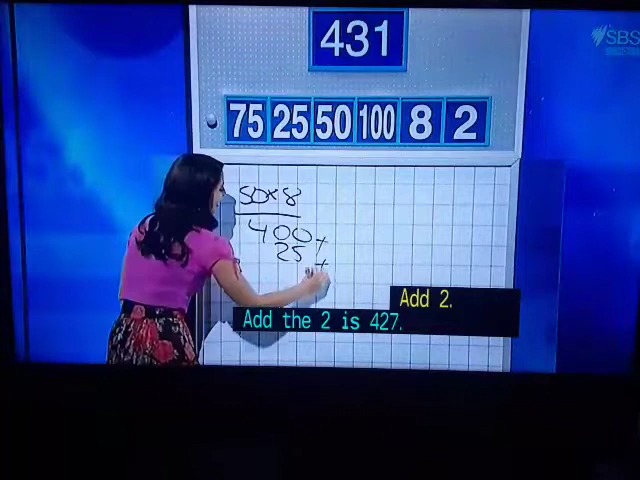 431
SBS
75 25 50 100 8 2
50×8
400+
25
+
Add 2.
Add the 2 is 427.